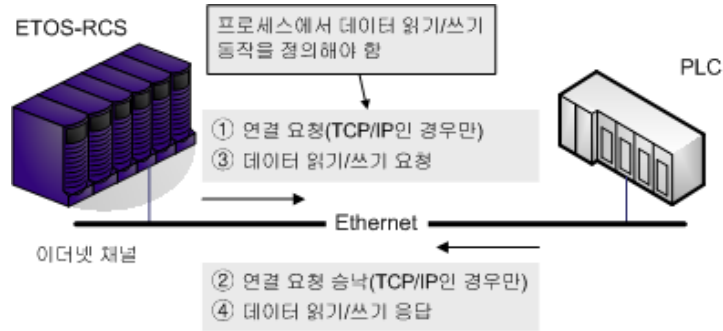 ETOS-RCS
프로세스에서 데이터 읽기/쓰기
동작을 정의해야 함
PLC
① 연결 요청(TCP/IP인 경우만)
③ 데이터 읽기/쓰기 요청
Ethernet
이더넷 채널
② 연결 요청 승낙(TCP/IP인 경우만)
④ 데이터 읽기/쓰기 응답